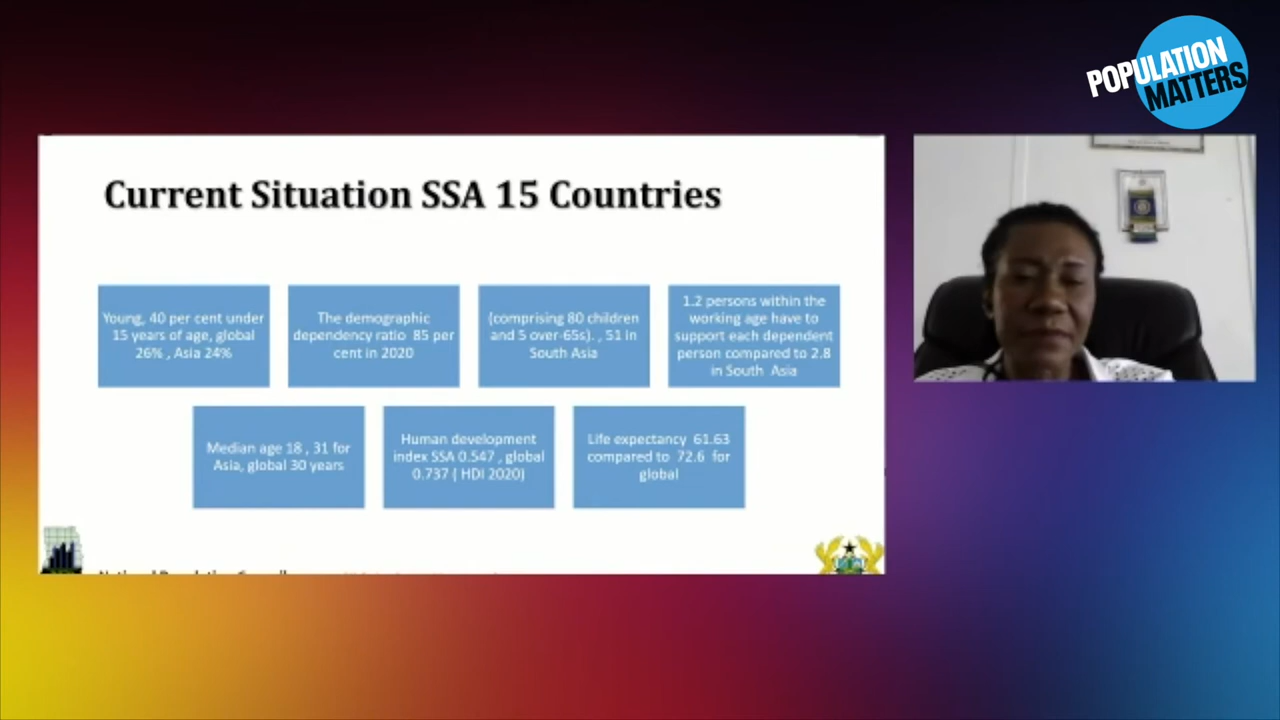 POPULATION
MATTERS
Current Situation SSA 15 Countries
Young, 40 per cent under
15 years of age, global
26% , Asia 24%
The demographic
dependency ratio 85 per
cent in 2020
(comprising 80 children
and 5 over-65s). , 51 in
South Asia
1.2 persons within the
working age have to
support each dependent
person compared to 2.8
in South Asia
Median age 18 , 31 for
Asia, global 30 years
Human development
index SSA 0.547 , global
0.737 ( HDI 2020)
Life expectancy 61.63
compared to 72.6 for
global